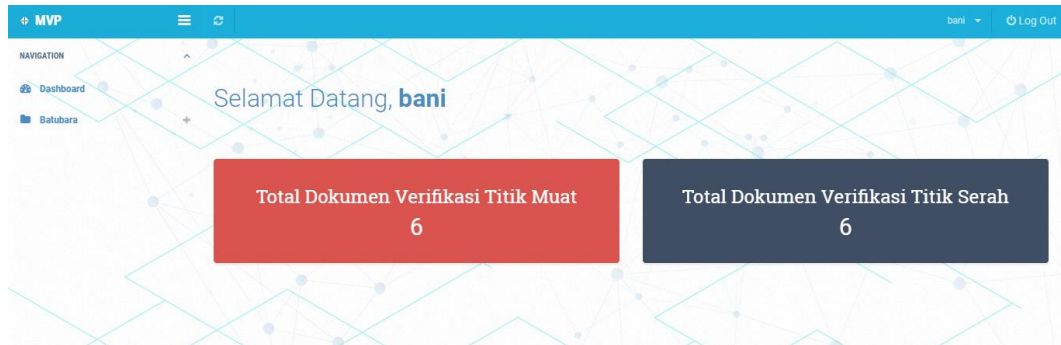 MVP
bani
Log Out
NAVIGATION
Dashboard
Batubara
Selamat Datang, bani
Total Dokumen Verifikasi Titik Muat
6
Total Dokumen Verifikasi Titik Serah
6